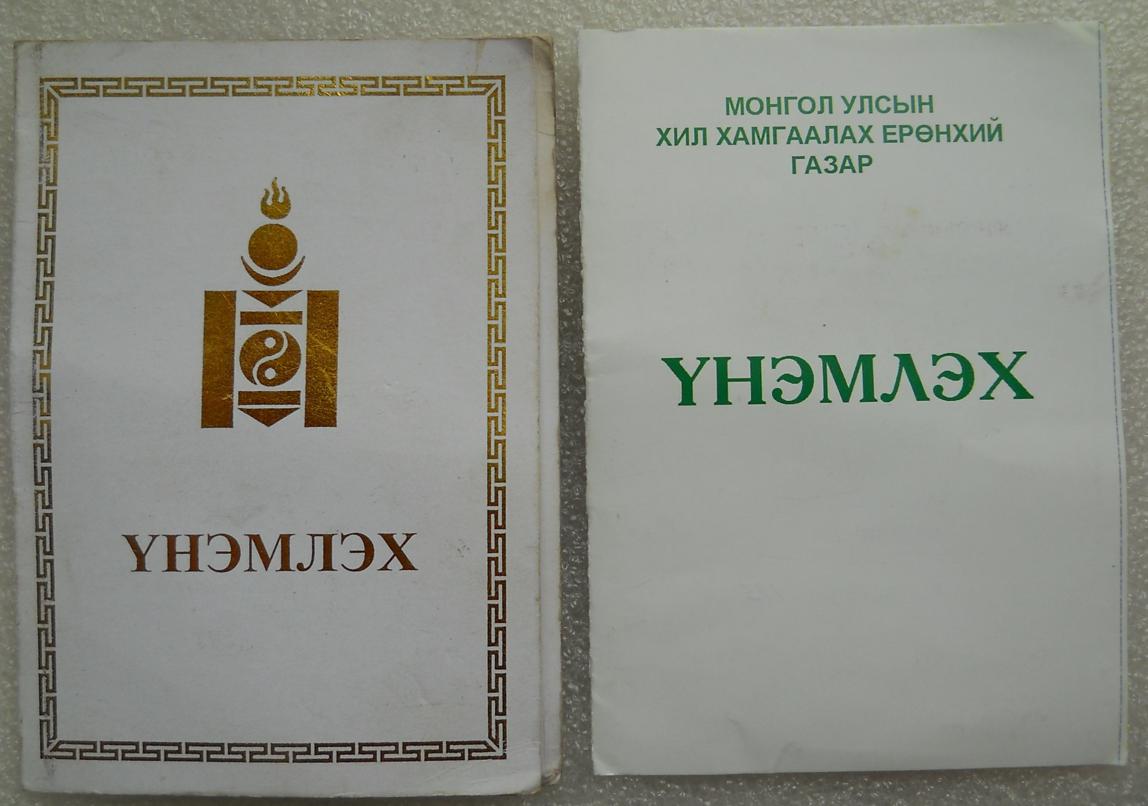 ҮНЭМЛЭХ
МОНГОЛ УЛСЫН
ХИЛ ХАМГААЛАХ ЕРӨНХИЙ
ГАЗАР
ҮНЭМЛЭХ